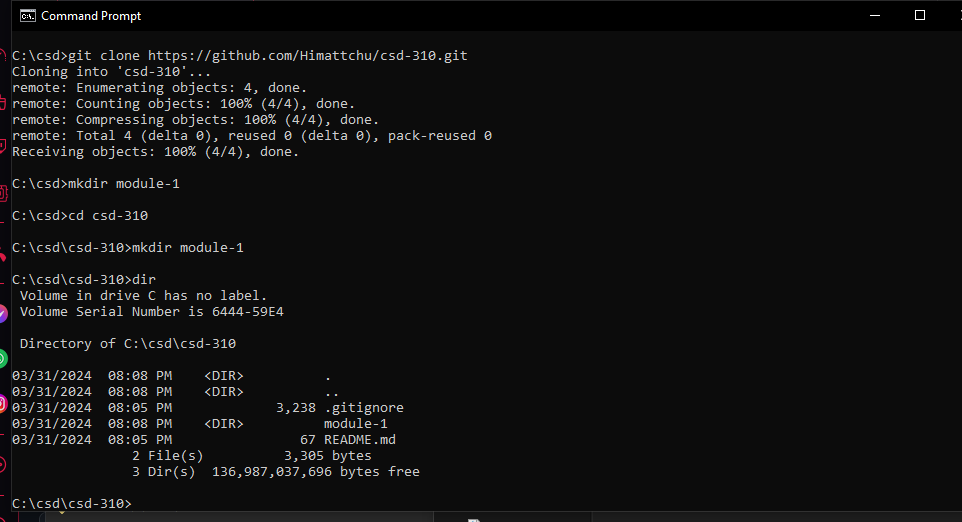 Command Prompt
C:\csd>git clone https://github.com/Himattchu/csd-310.git
Cloning into 'csd-310'...
remote: Enumerating objects: 4, done.
remote: Counting objects: 100% (4/4), done.
remote: Compressing objects: 100% (4/4), done.
remote: Total 4 (delta 0), reused 0 (delta 0), pack-reused 0
Receiving objects: 100% (4/4), done.
C:\csd>mkdir module-1
C:\csd>cd csd-310
C:\csd\csd-310>mkdir module-1
C:\csd\csd-310>dir
Volume in drive C has no label.
Volume Serial Number is 6444-59E4
Directory of C:\csd\csd-310
03/31/2024  08:08 PM    <DIR>          .
03/31/2024  08:08 PM    <DIR>          ..
03/31/2024  08:05 PM             3,238 .gitignore
03/31/2024  08:08 PM    <DIR>          module-1
03/31/2024  08:05 PM                67 README.md
2 File(s)          3,305 bytes
3 Dir(s)  136,987,037,696 bytes free
C:\csd\csd-310>